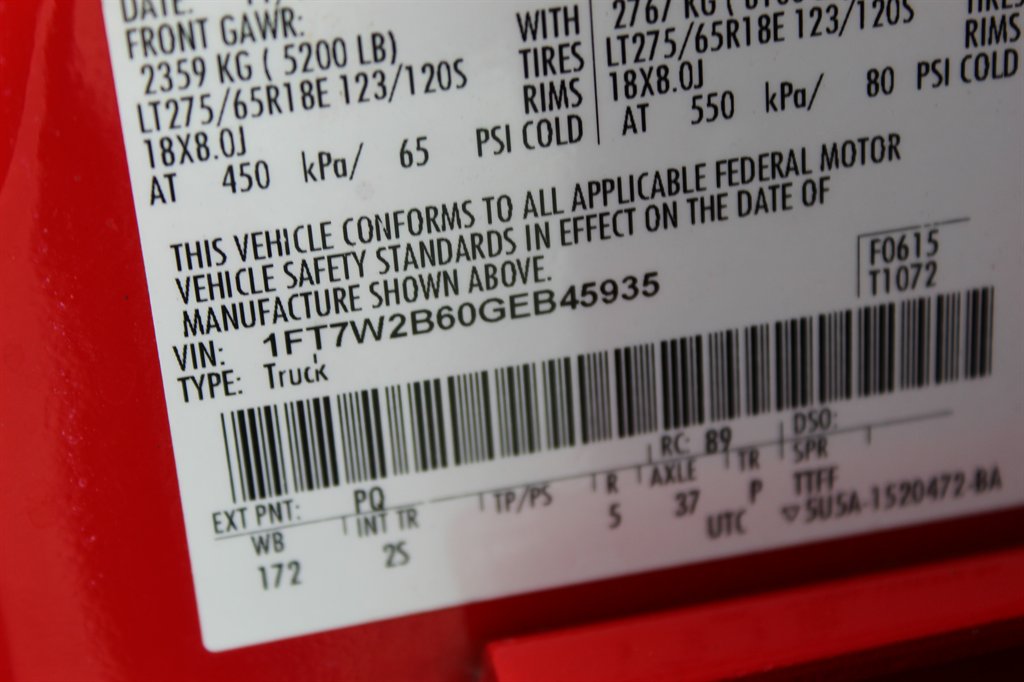 DATE:
FRONT GAWR:
2359 KG ( 5200 LB)
LT275/65R18E 123/120S
18X8.0J
AT 450 kPa/ 65 PSI COLD
WITH
TIRES
RIMS
LT275/65R18E 123/120S
18X8.0J
AT 550 kPa/ 80 PSI COLD
RIMS
THIS VEHICLE CONFORMS TO ALL APPLICABLE FEDERAL MOTOR
VEHICLE SAFETY STANDARDS IN EFFECT ON THE DATE OF
MANUFACTURE SHOWN ABOVE.
F0615
T1072
VIN: 1FT7W2B60GEB45935
TYPE: Truck
EXT PNT: PQ RC: 89 DSO:
WB INT TR TP/PS R AXLE TR SPR
172 2S 5 37 P TTFF
UTC ▽5U5A-1520472-BA